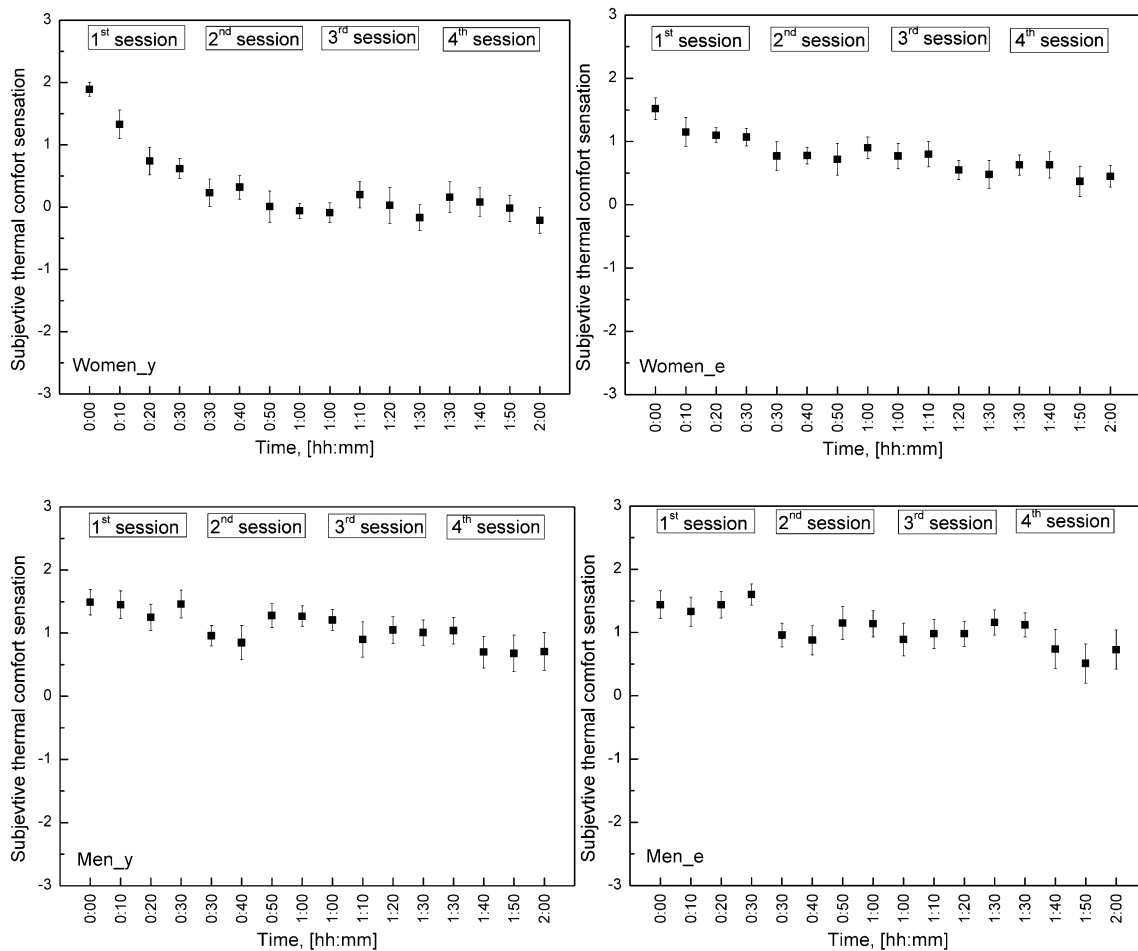 Subjevtive thermal comfort sensation
3
2
1
0
-1
-2
-3
1st session
2nd session
3rd session
4th session
Women_y
0:00 0:10 0:20 0:30 0:30 0:40 0:50 1:00 1:00 1:10 1:20 1:30 1:30 1:40 1:50 2:00
Time, [hh:mm]
Subjevtive thermal comfort sensation
3
2
1
0
-1
-2
-3
1st session
2nd session
3rd session
4th session
Women_e
0:00 0:10 0:20 0:30 0:30 0:40 0:50 1:00 1:00 1:10 1:20 1:30 1:30 1:40 1:50 2:00
Time, [hh:mm]
Subjevtive thermal comfort sensation
3
2
1
0
-1
-2
-3
1st session
2nd session
3rd session
4th session
Men_y
0:00 0:10 0:20 0:30 0:30 0:40 0:50 1:00 1:00 1:10 1:20 1:30 1:30 1:40 1:50 2:00
Time, [hh:mm]
Subjevtive thermal comfort sensation
3
2
1
0
-1
-2
-3
1st session
2nd session
3rd session
4th session
Men_e
0:00 0:10 0:20 0:30 0:30 0:40 0:50 1:00 1:00 1:10 1:20 1:30 1:30 1:40 1:50 2:00
Time, [hh:mm]